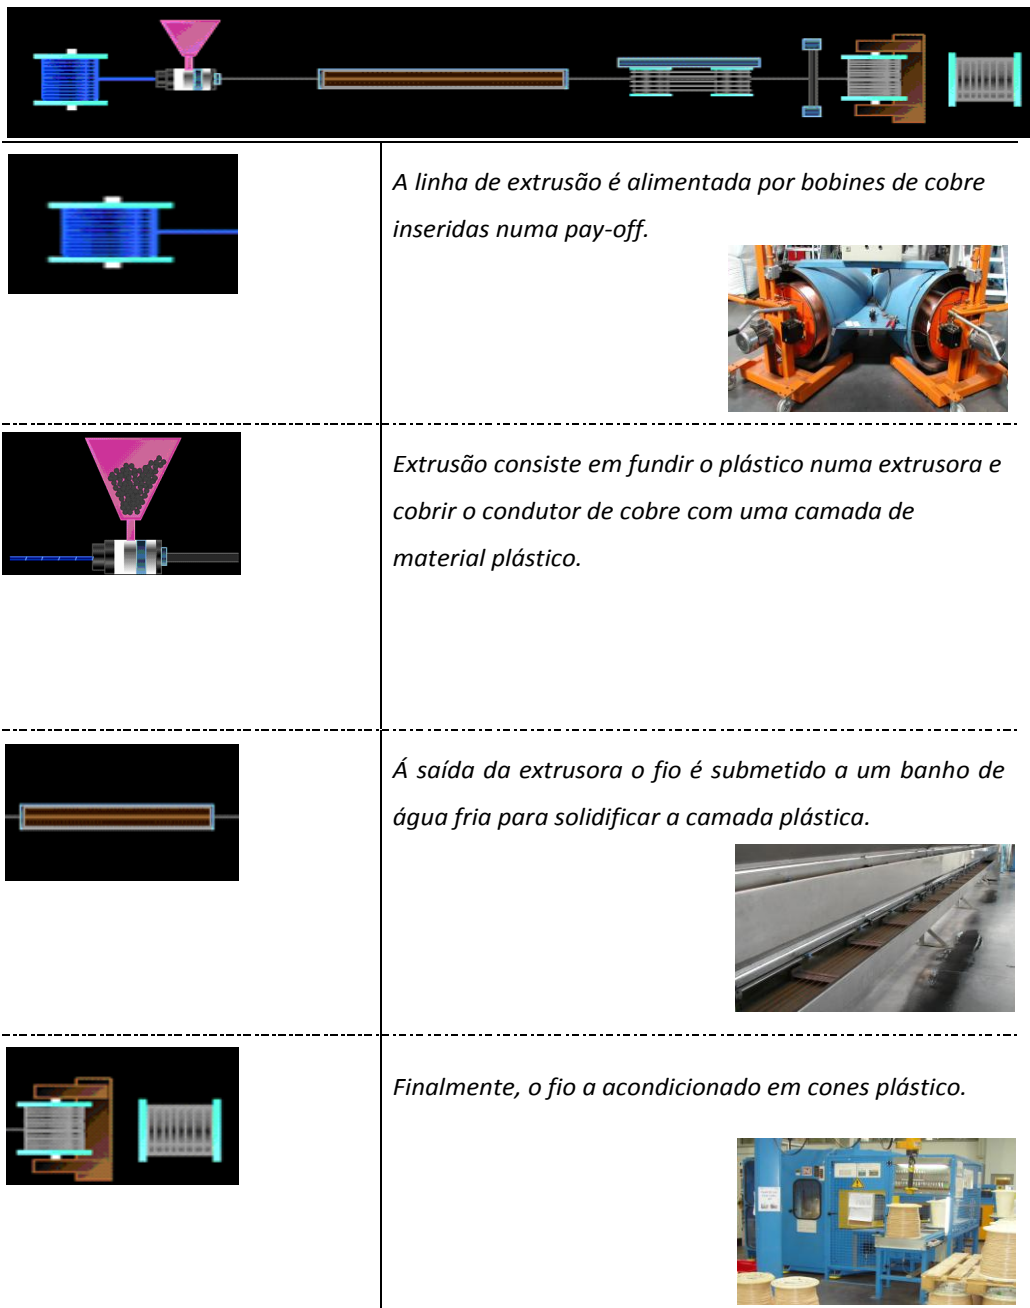 A linha de extrusão é alimentada por bobines de cobre
inseridas numa pay-off.
Extrusão consiste em fundir o plástico numa extrusora e
cobrir o condutor de cobre com uma camada de
material plástico.
Á saída da extrusora o fio é submetido a um banho de
água fria para solidificar a camada plástica.
Finalmente, o fio a acondicionado em cones plástico.